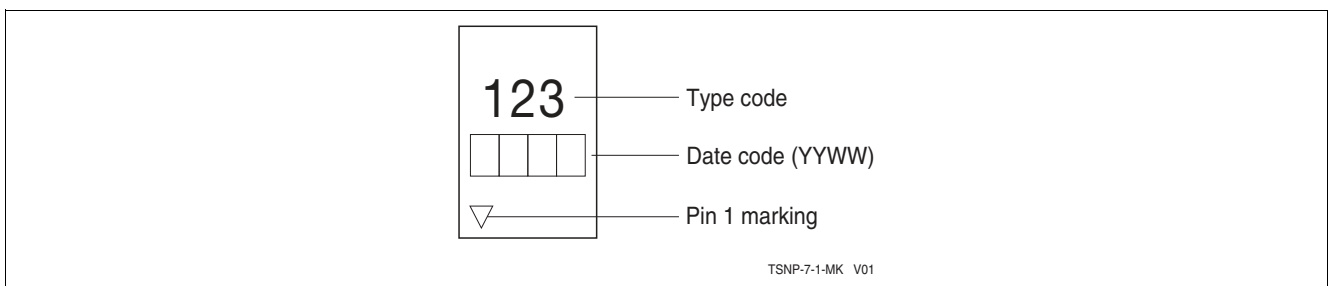 123
Type code
Date code (YYWW)
Pin 1 marking
TSNP-7-1-MK V01